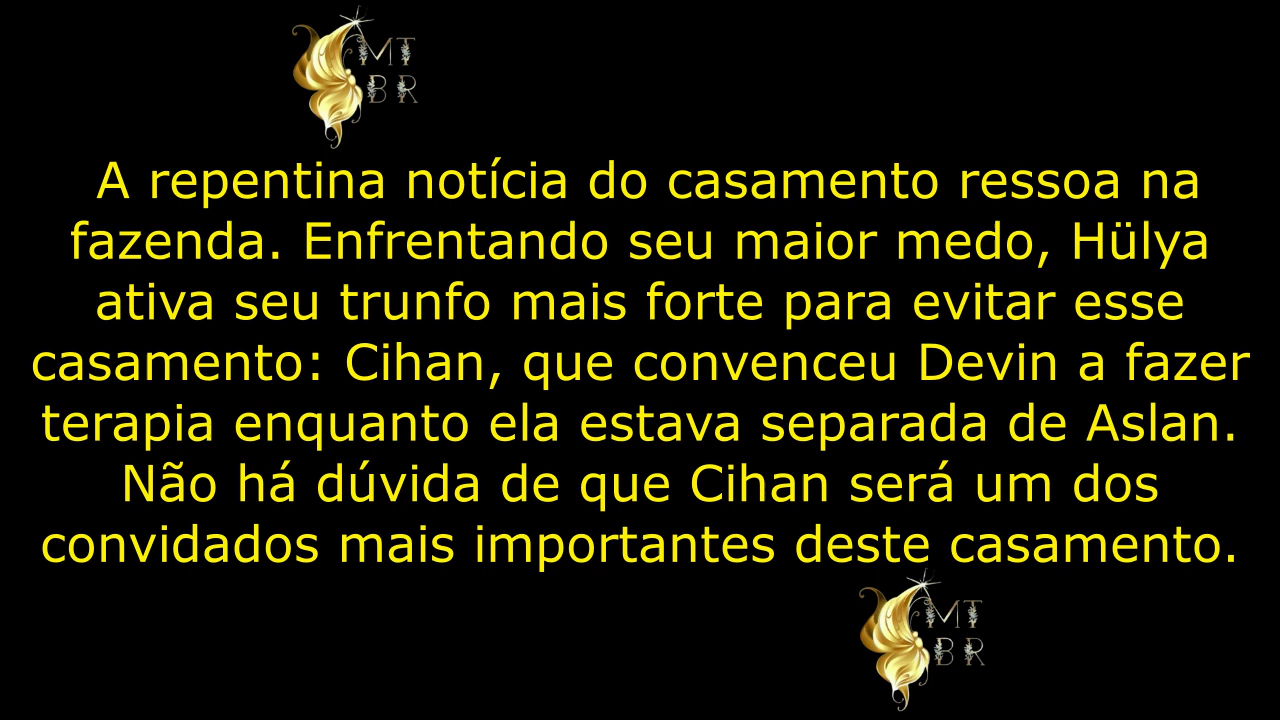 MT
BR
A repentina notícia do casamento ressoa na
fazenda. Enfrentando seu maior medo, Hülya
ativa seu trunfo mais forte para evitar esse
casamento: Cihan, que convenceu Devin a fazer
terapia enquanto ela estava separada de Aslan.
Não há dúvida de que Cihan será um dos
convidados mais importantes deste casamento.
MT
BR